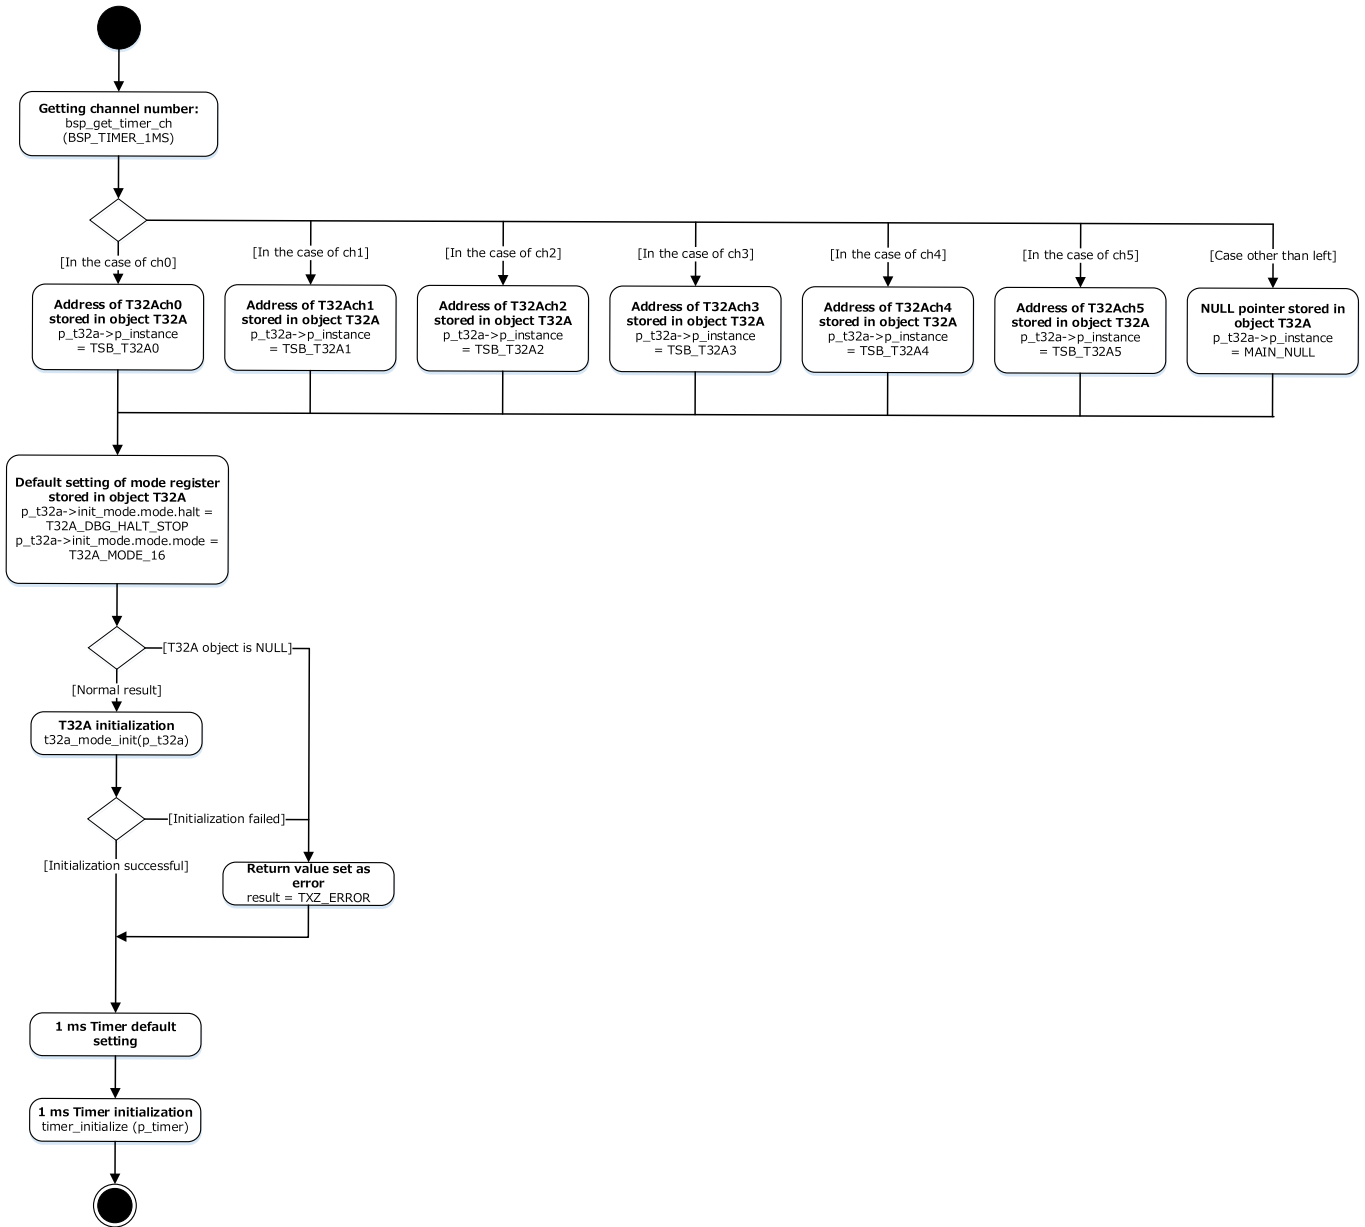 Getting channel number:
bsp_get_timer_ch
(BSP_TIMER_1MS)
[In the case of ch0]
[In the case of ch1]
[In the case of ch2]
[In the case of ch3]
[In the case of ch4]
[In the case of ch5]
[Case other than left]
Address of T32Ach0
stored in object T32A
p_t32a->p_instance
= TSB_T32A0
Address of T32Ach1
stored in object T32A
p_t32a->p_instance
= TSB_T32A1
Address of T32Ach2
stored in object T32A
p_t32a->p_instance
= TSB_T32A2
Address of T32Ach3
stored in object T32A
p_t32a->p_instance
= TSB_T32A3
Address of T32Ach4
stored in object T32A
p_t32a->p_instance
= TSB_T32A4
Address of T32Ach5
stored in object T32A
p_t32a->p_instance
= TSB_T32A5
NULL pointer stored in
object T32A
p_t32a->p_instance
= MAIN_NULL
Default setting of mode register
stored in object T32A
p_t32a->init_mode.mode.halt =
T32A_DBG_HALT_STOP
p_t32a->init_mode.mode.mode =
T32A_MODE_16
[T32A object is NULL]
[Normal result]
T32A initialization
t32a_mode_init(p_t32a)
[Initialization failed]
[Initialization successful]
Return value set as
error
result = TXZ_ERROR
1 ms Timer default
setting
1 ms Timer initialization
timer_initialize (p_timer)